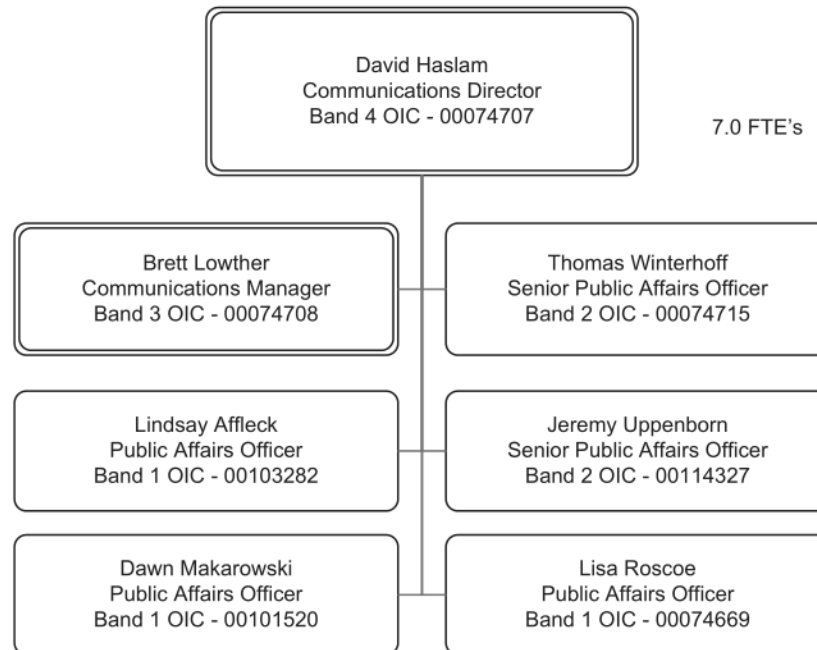 David Haslam
Communications Director
Band 4 OIC - 00074707
7.0 FTE's
Brett Lowther
Communications Manager
Band 3 OIC - 00074708
Thomas Winterhoff
Senior Public Affairs Officer
Band 2 OIC - 00074715
Lindsay Affleck
Public Affairs Officer
Band 1 OIC - 00103282
Jeremy Uppenborn
Senior Public Affairs Officer
Band 2 OIC - 00114327
Dawn Makarowski
Public Affairs Officer
Band 1 OIC - 00101520
Lisa Roscoe
Public Affairs Officer
Band 1 OIC - 00074669